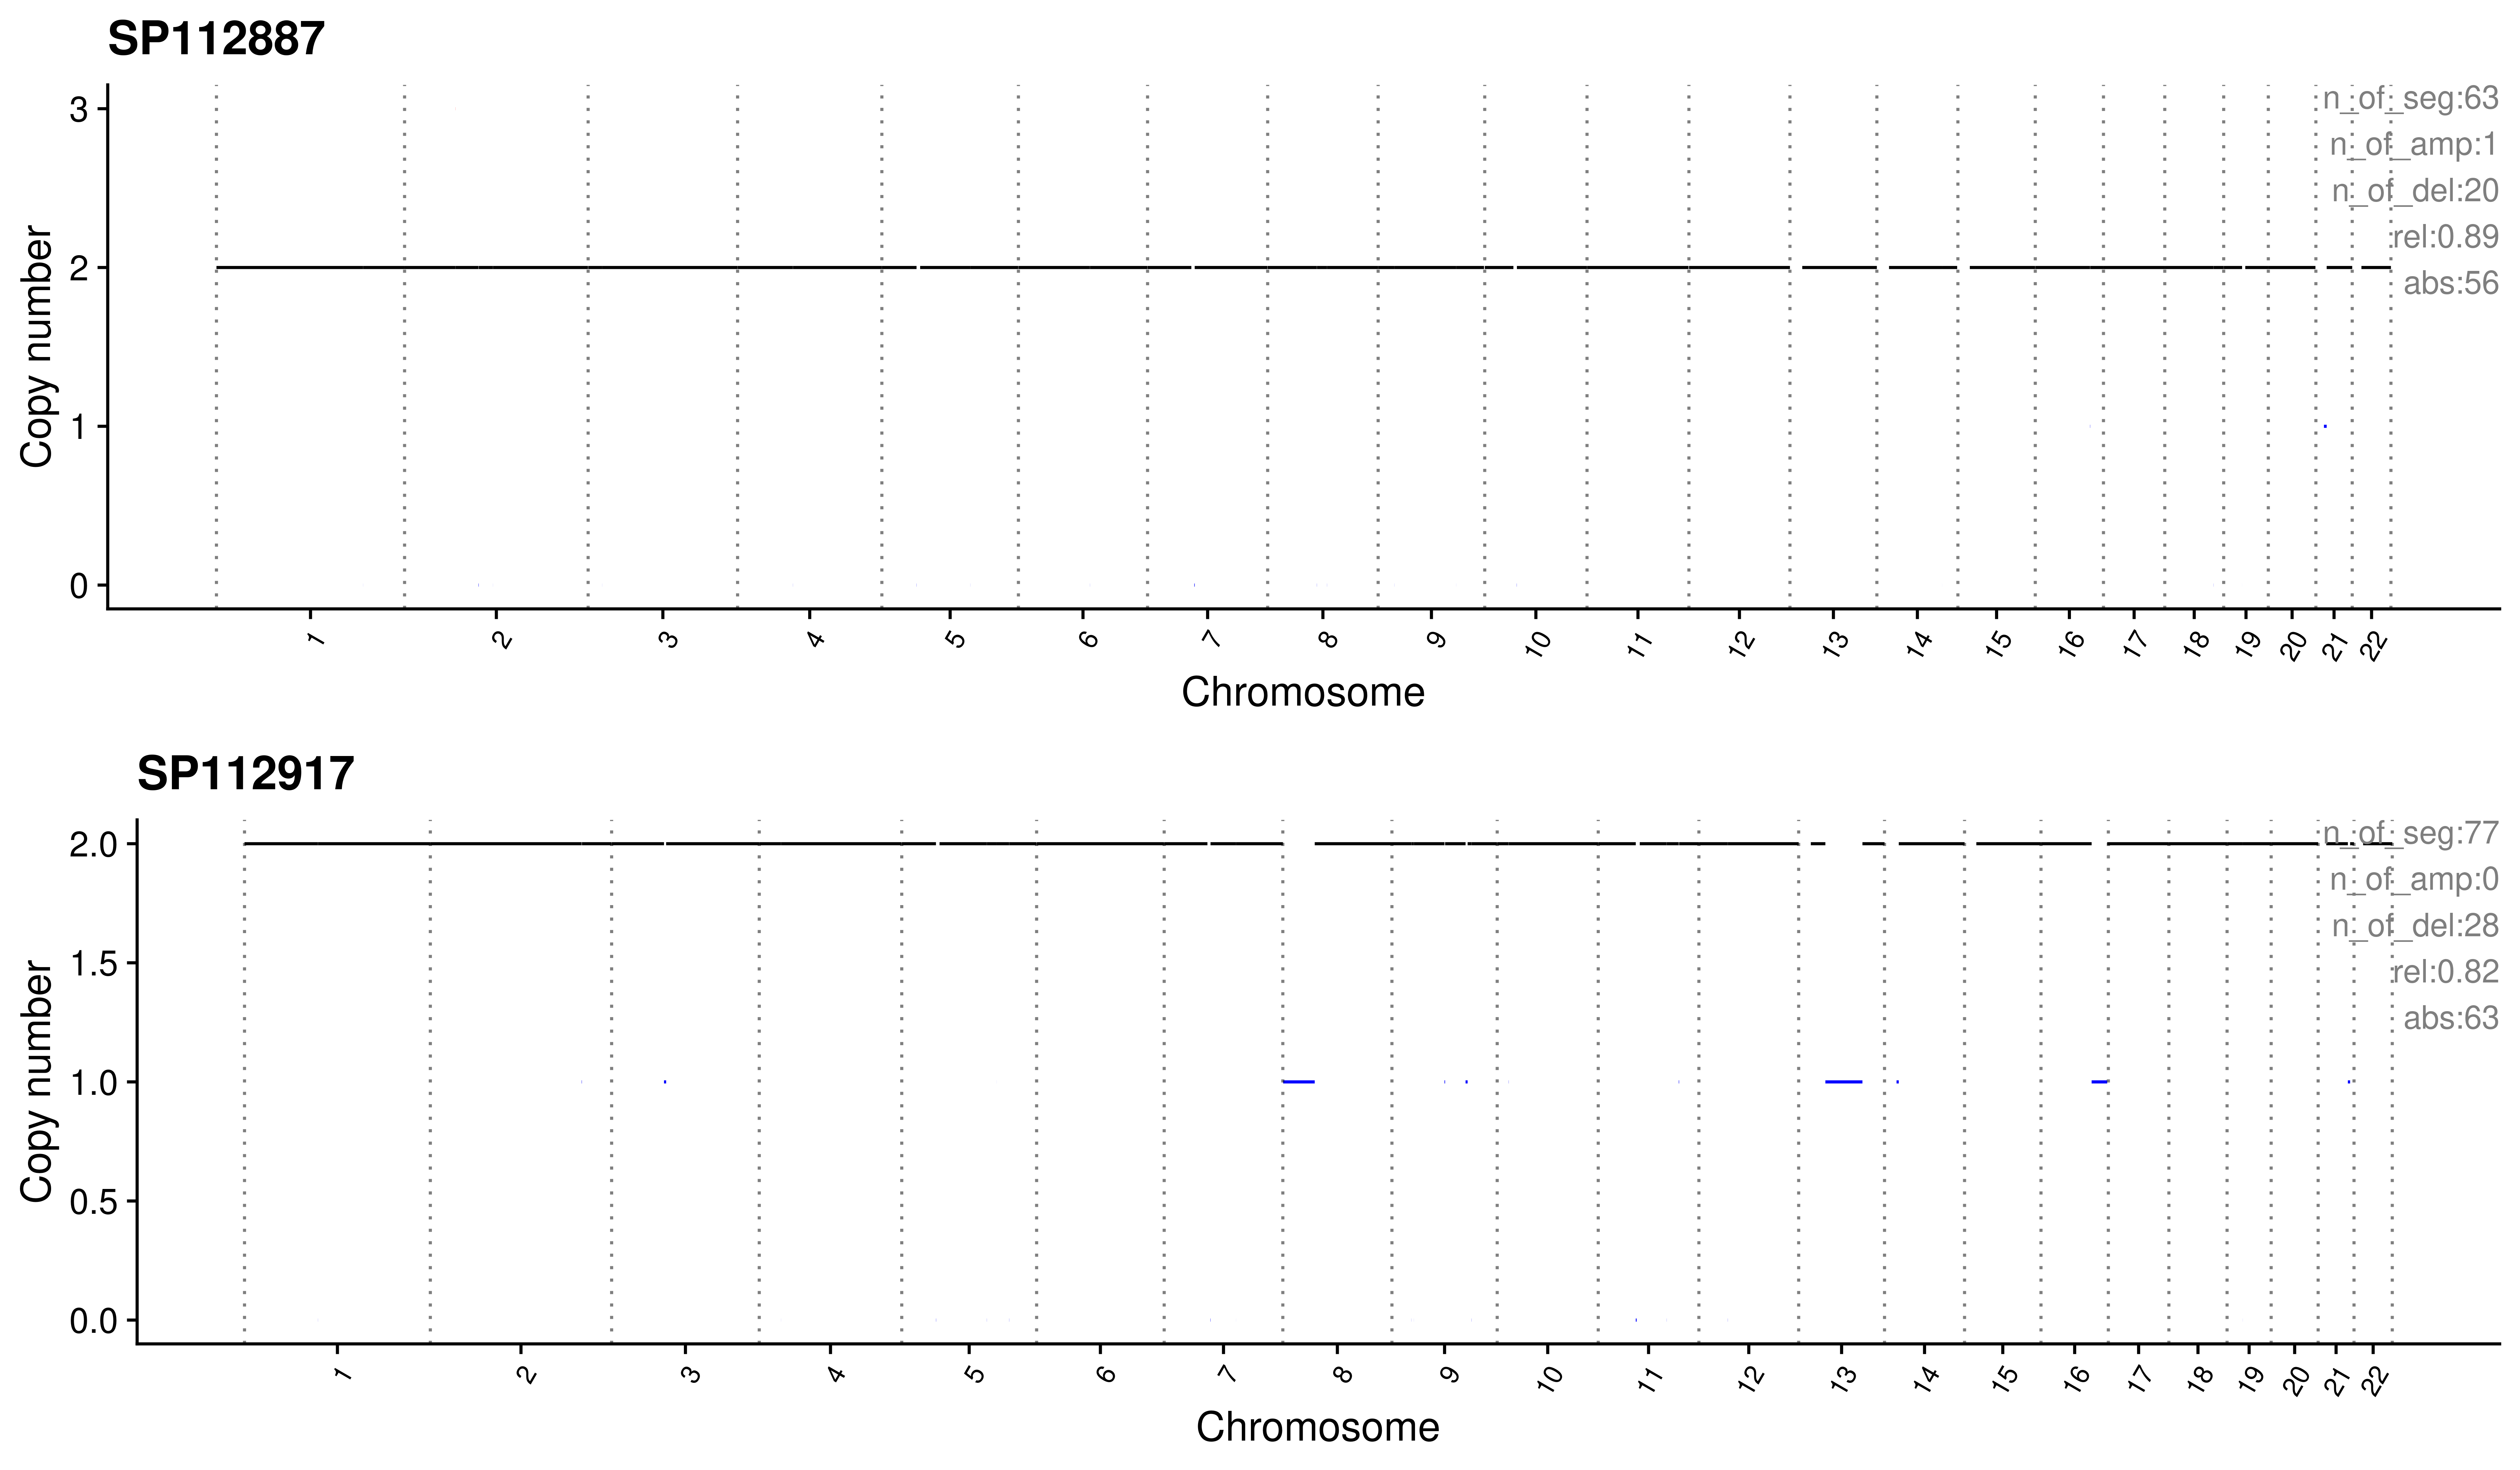 SP112887
n_of_seg:63
n_of_amp:1
n_of_del:20
rel:0.89
abs:56
3
2
1
0
Copy number
1 2 3 4 5 6 7 8 9 10 11 12 13 14 15 16 17 18 19 20 21 22
Chromosome
SP112917
n_of_seg:77
n_of_amp:0
n_of_del:28
rel:0.82
abs:63
2.0
1.5
1.0
0.5
0.0
Copy number
1 2 3 4 5 6 7 8 9 10 11 12 13 14 15 16 17 18 19 20 21 22
Chromosome